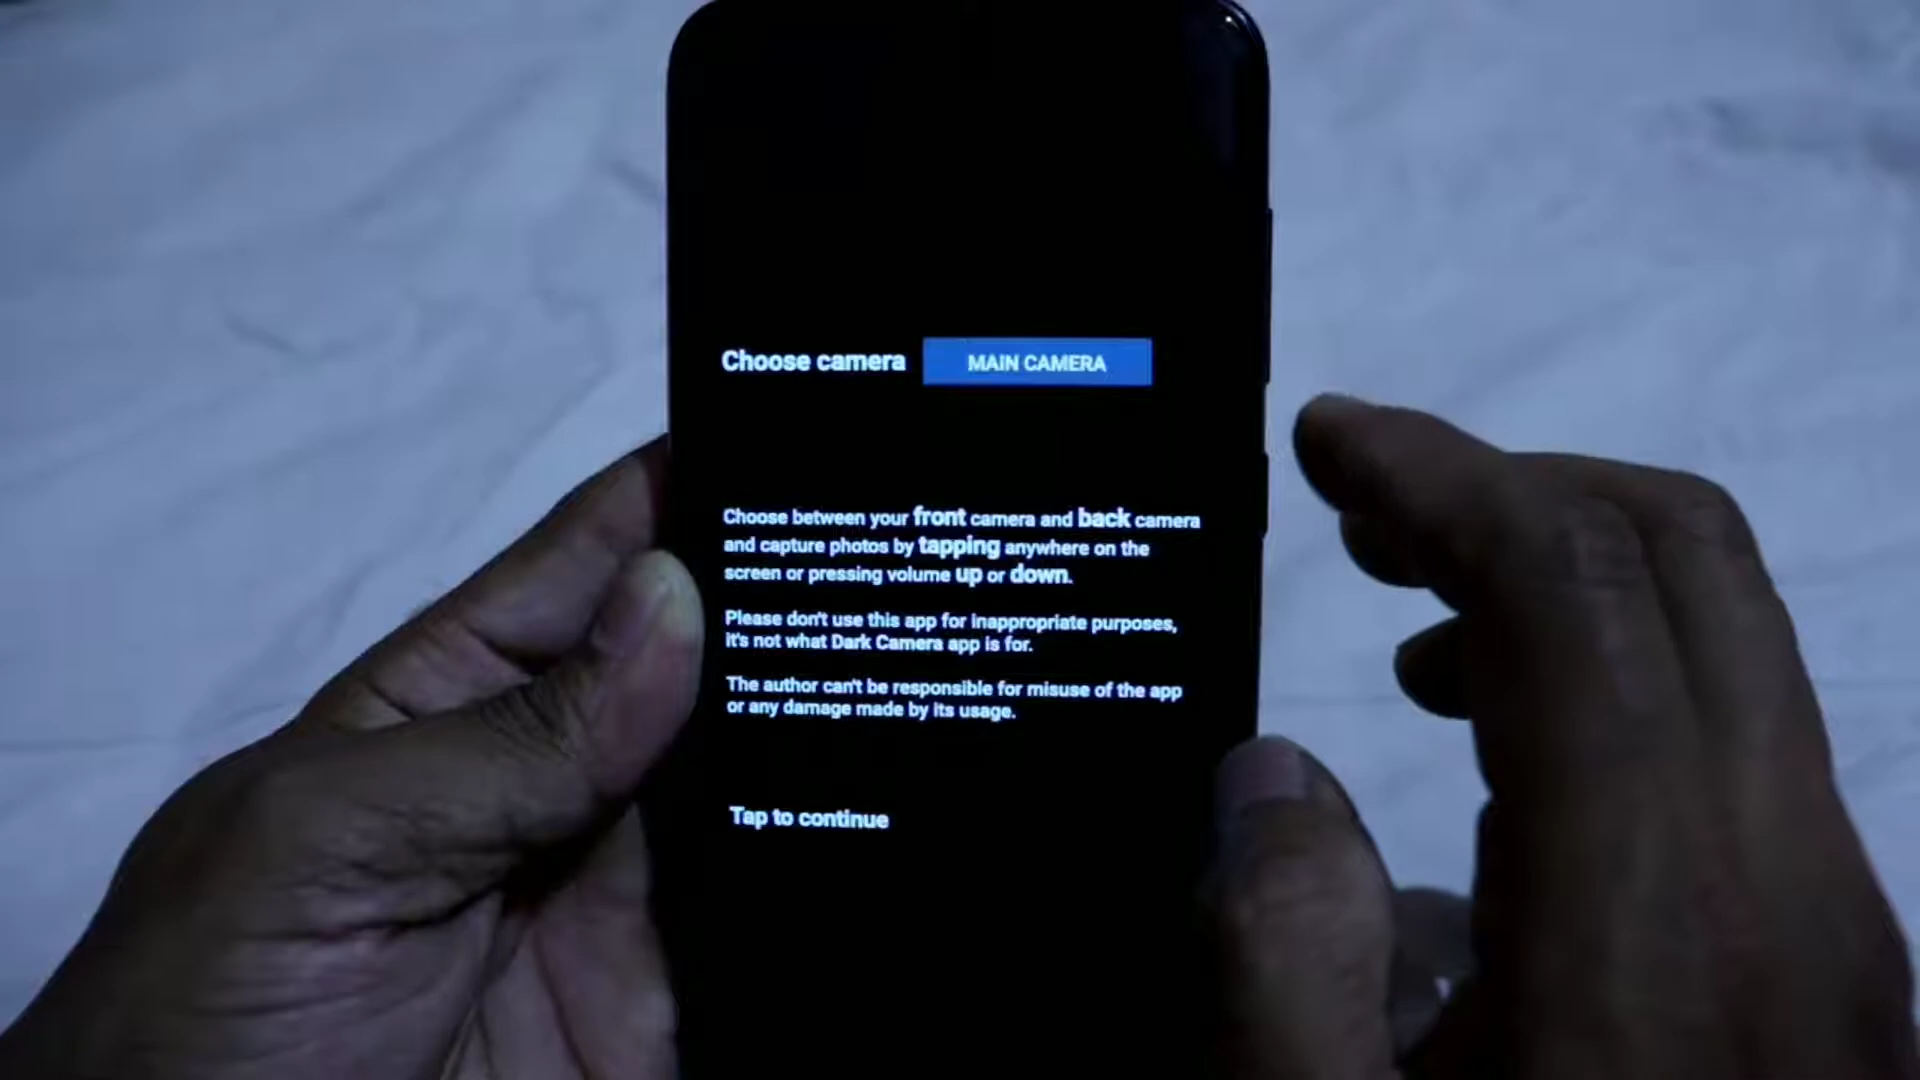 Choose camera MAIN CAMERA
Choose between your front camera and back camera
and capture photos by tapping anywhere on the
screen or pressing volume up or down.
Please don't use this app for inappropriate purposes,
it's not what Dark Camera app is for.
The author can't be responsible for misuse of the app
or any damage made by its usage.
Tap to continue